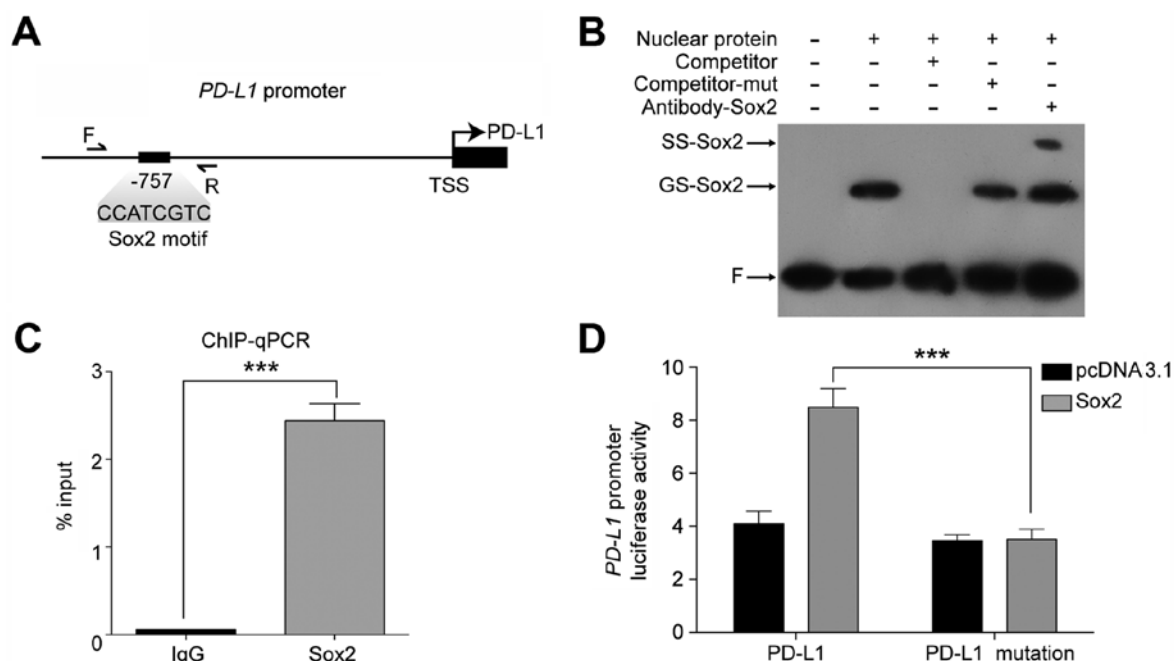 A
PD-L1 promoter
F
PD-L1
-757
R
TSS
CCATCGTC
Sox2 motif
B
Nuclear protein - + + + +
Competitor - - + - -
Competitor-mut - - - + -
Antibody-Sox2 - - - - +
SS-Sox2
GS-Sox2
F
C
ChIP-qPCR
***
3
2
1
0
% input
IgG
Sox2
D
***
pcDNA3.1
Sox2
10
8
6
4
2
0
PD-L1 promoter
luciferase activity
PD-L1
PD-L1 mutation